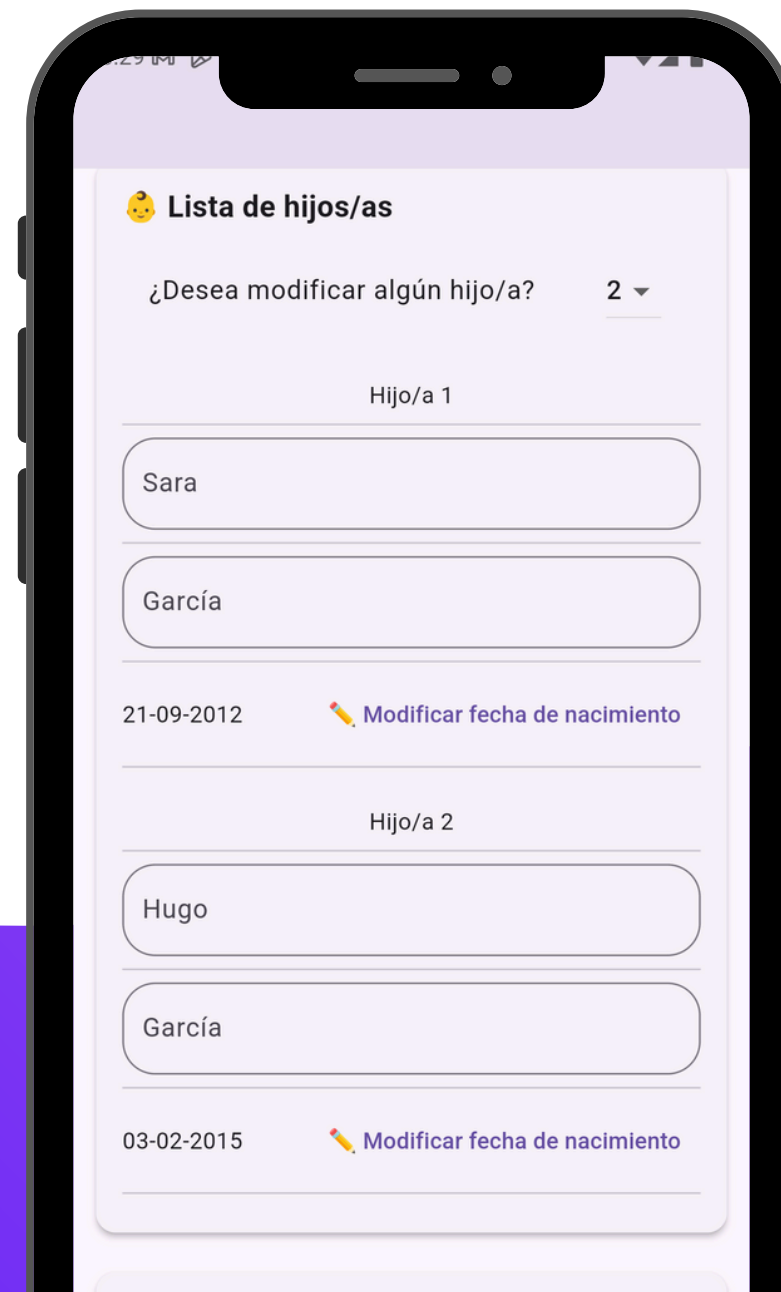 👶 Lista de hijos/as
¿Desea modificar algún hijo/a? 2
Hijo/a 1
Sara
García
21-09-2012 ✏️ Modificar fecha de nacimiento
Hijo/a 2
Hugo
García
03-02-2015 ✏️ Modificar fecha de nacimiento